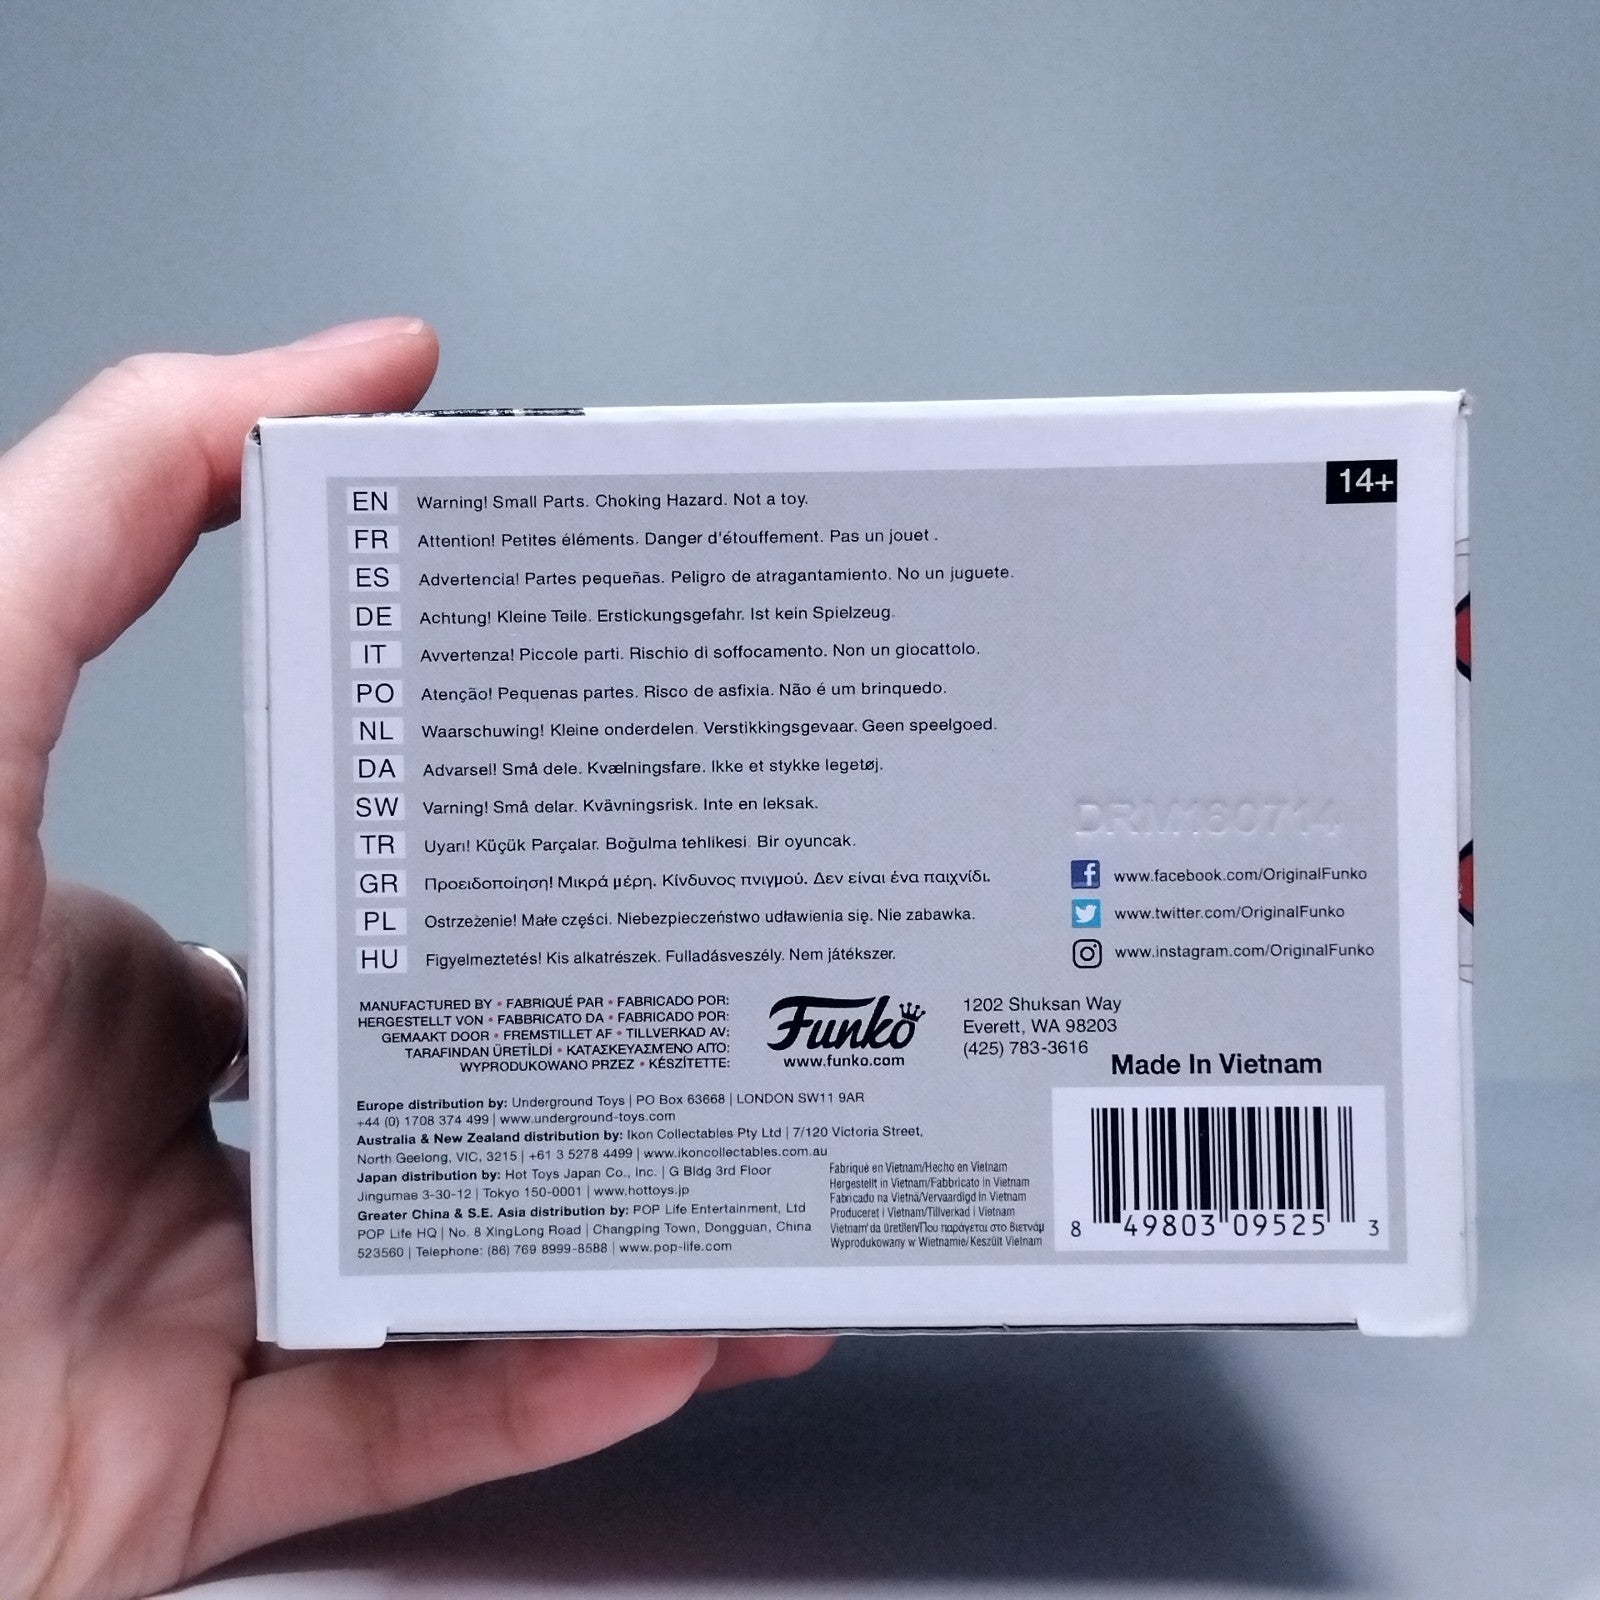 14+
EN Warning! Small Parts. Choking Hazard. Not a toy.
FR Attention! Petites éléments. Danger d'étouffement. Pas un jouet .
ES Advertencia! Partes pequeñas. Peligro de atragantamiento. No un juguete.
DE Achtung! Kleine Teile. Erstickungsgefahr. Ist kein Spielzeug.
IT Avvertenza! Piccole parti. Rischio di soffocamento. Non un giocattolo.
PO Atenção! Pequenas partes. Risco de asfixia. Não é um brinquedo.
NL Waarschuwing! Kleine onderdelen. Verstikkingsgevaar. Geen speelgoed.
DA Advarsel! Små dele. Kvælningsfare. Ikke et stykke legetøj.
SW Varning! Små delar. Kvävningsrisk. Inte en leksak.
TR Uyarı! Küçük Parçalar. Boğulma tehlikesi. Bir oyuncak.
GR Προειδοποίηση! Μικρά μέρη. Κίνδυνος πνιγμού. Δεν είναι ένα παιχνίδι.
PL Ostrzeżenie! Małe części. Niebezpieczeństwo udławienia się. Nie zabawka.
HU Figyelmeztetés! Kis alkatrészek. Fulladásveszély. Nem játékszer.
DRM160714
www.facebook.com/OriginalFunko
www.twitter.com/OriginalFunko
www.instagram.com/OriginalFunko
MANUFACTURED BY • FABRIQUÉ PAR • FABRICADO POR:
HERGESTELLT VON • FABBRICATO DA • FABRICADO POR:
GEMAAKT DOOR • FREMSTILLET AF • TILLVERKAD AV:
TARAFINDAN ÜRETİLDİ • ΚΑΤΑΣΚΕΥΑΣΜΈΝΟ ΑΠΌ:
WYPRODUKOWANO PRZEZ • KÉSZÍTETTE:
Funko
www.funko.com
1202 Shuksan Way
Everett, WA 98203
(425) 783-3616
Made In Vietnam
Europe distribution by: Underground Toys | PO Box 63668 | LONDON SW11 9AR
+44 (0) 1708 374 499 | www.underground-toys.com
Australia & New Zealand distribution by: Ikon Collectables Pty Ltd | 7/120 Victoria Street,
North Geelong, VIC, 3215 | +61 3 5278 4499 | www.ikoncollectables.com.au
Japan distribution by: Hot Toys Japan Co., Inc. | G Bldg 3rd Floor
Jingumae 3-30-12 | Tokyo 150-0001 | www.hottoys.jp
Greater China & S.E. Asia distribution by: POP Life Entertainment, Ltd
POP Life HQ | No. 8 XingLong Road | Changping Town, Dongguan, China
523560 | Telephone: (86) 769 8999-8588 | www.pop-life.com
Fabriqué en Vietnam/Hecho en Vietnam
Hergestellt in Vietnam/Fabbricato in Vietnam
Fabricado na Vietnã/Vervaardigd in Vietnam
Produceret i Vietnam/Tillverkad i Vietnam
Vietnam'da üretilen/Που παράγεται στο Βιετνάμ
Wyprodukowany w Wietnamie/Készült Vietnam
8 49803 09525 3